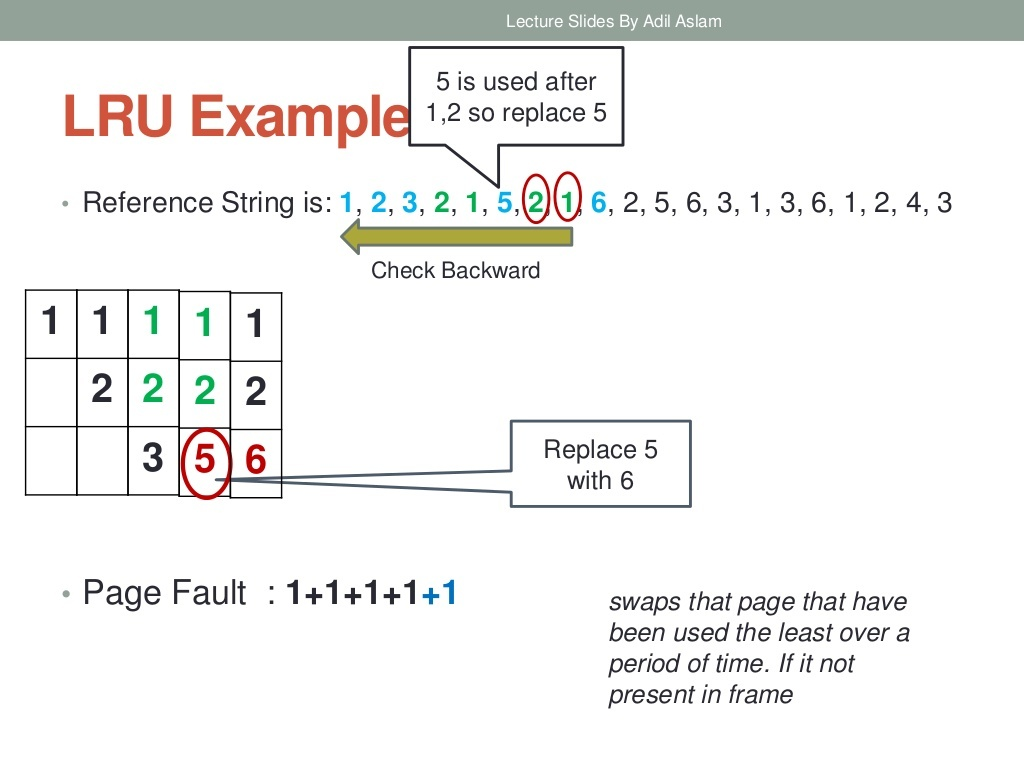 Lecture Slides By Adil Aslam
5 is used after
1,2 so replace 5
LRU Example
• Reference String is: 1, 2, 3, 2, 1, 5, 2, 1, 6, 2, 5, 6, 3, 1, 3, 6, 1, 2, 4, 3
Check Backward
1 1 1 1 1
2 2 2 2
3 5 6
Replace 5
with 6
• Page Fault : 1+1+1+1+1
swaps that page that have
been used the least over a
period of time. If it not
present in frame